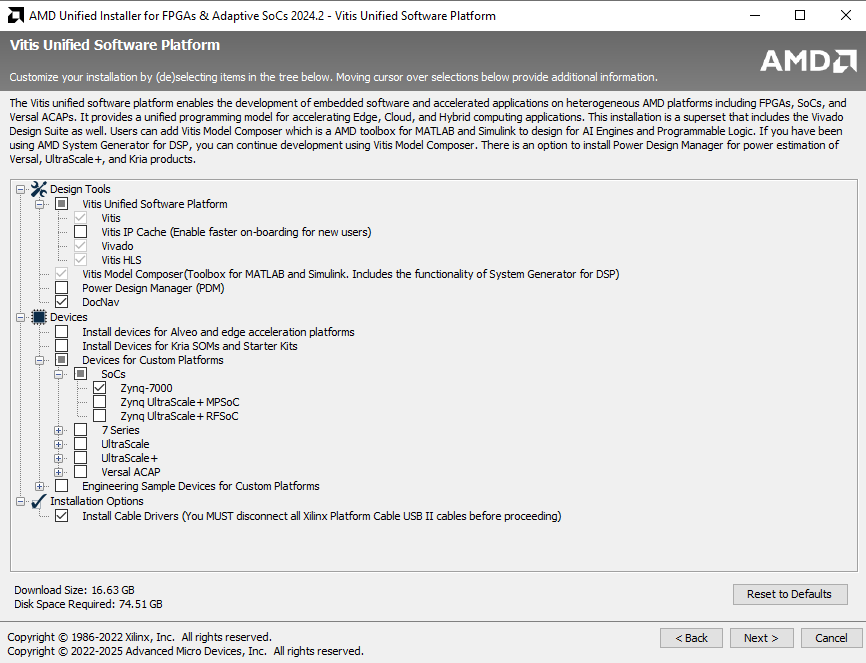 AMD Unified Installer for FPGAs & Adaptive SoCs 2024.2 - Vitis Unified Software Platform
Vitis Unified Software Platform
Customize your installation by (de)selecting items in the tree below. Moving cursor over selections below provide additional information.
AMD
The Vitis unified software platform enables the development of embedded software and accelerated applications on heterogeneous AMD platforms including FPGAs, SoCs, and
Versal ACAPs. It provides a unified programming model for accelerating Edge, Cloud, and Hybrid computing applications. This installation is a superset that includes the Vivado
Design Suite as well. Users can add Vitis Model Composer which is a AMD toolbox for MATLAB and Simulink to design for AI Engines and Programmable Logic. If you have been
using AMD System Generator for DSP, you can continue development using Vitis Model Composer. There is an option to install Power Design Manager for power estimation of
Versal, UltraScale+, and Kria products.
Design Tools
Vitis Unified Software Platform
Vitis
Vitis IP Cache (Enable faster on-boarding for new users)
Vivado
Vitis HLS
Vitis Model Composer(Toolbox for MATLAB and Simulink. Includes the functionality of System Generator for DSP)
Power Design Manager (PDM)
DocNav
Devices
Install devices for Alveo and edge acceleration platforms
Install Devices for Kria SOMs and Starter Kits
Devices for Custom Platforms
SoCs
Zynq-7000
Zynq UltraScale+ MPSoC
Zynq UltraScale+ RFSoC
7 Series
UltraScale
UltraScale+
Versal ACAP
Engineering Sample Devices for Custom Platforms
Installation Options
Install Cable Drivers (You MUST disconnect all Xilinx Platform Cable USB II cables before proceeding)
Download Size: 16.63 GB
Disk Space Required: 74.51 GB
Reset to Defaults
Copyright © 1986-2022 Xilinx, Inc. All rights reserved.
Copyright © 2022-2025 Advanced Micro Devices, Inc. All rights reserved.
< Back
Next >
Cancel